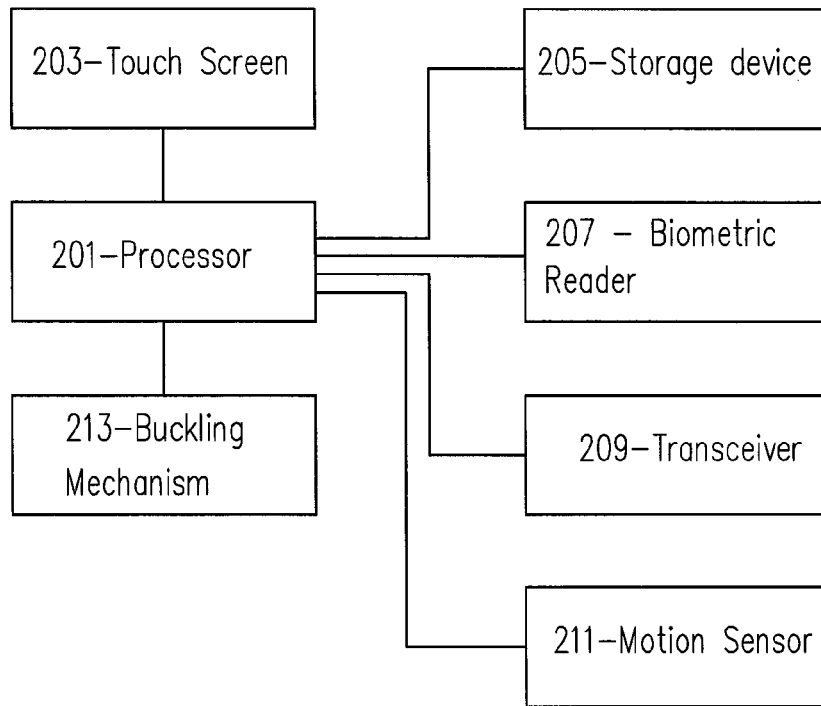 203-Touch Screen
205-Storage device
201-Processor
207 - Biometric
Reader
213-Buckling
Mechanism
209-Transceiver
211-Motion Sensor